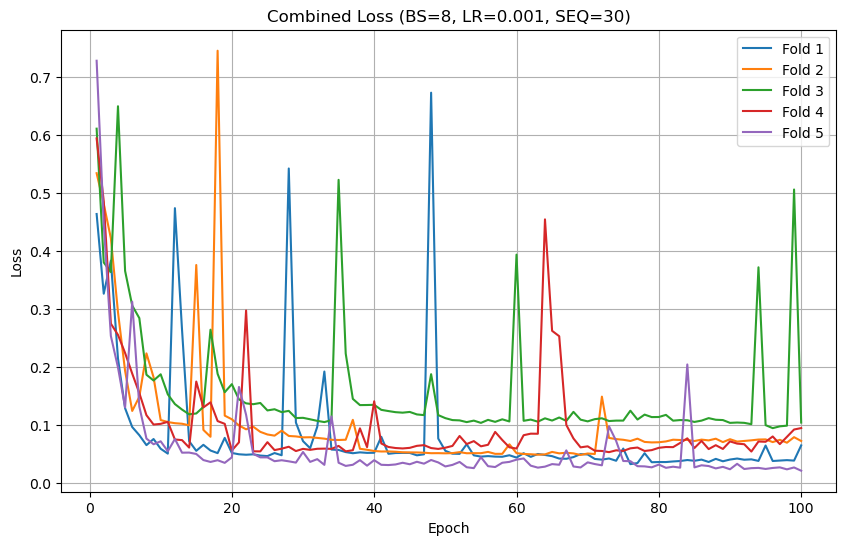 Combined Loss (BS=8, LR=0.001, SEQ=30)
Fold 1
Fold 2
Fold 3
Fold 4
Fold 5
Loss
0.7
0.6
0.5
0.4
0.3
0.2
0.1
0.0
0
20
40
60
80
100
Epoch